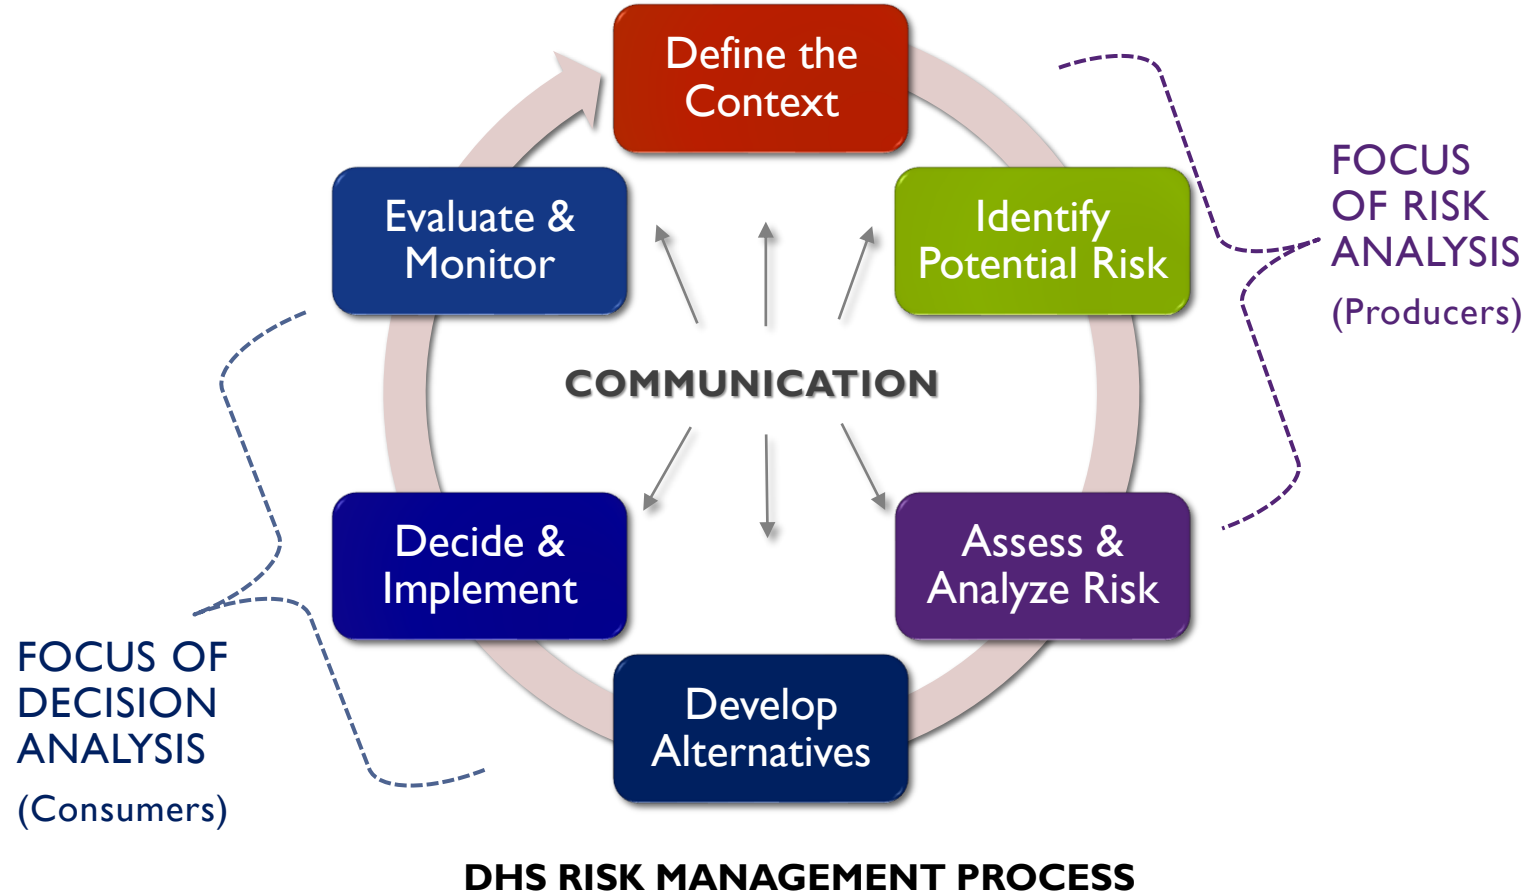 Define the
Context
Identify
Potential Risk
Assess &
Analyze Risk
Develop
Alternatives
Decide &
Implement
Evaluate &
Monitor
COMMUNICATION
FOCUS
OF RISK
ANALYSIS
(Producers)
FOCUS OF
DECISION
ANALYSIS
(Consumers)
DHS RISK MANAGEMENT PROCESS